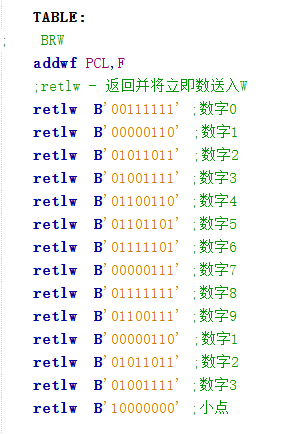 TABLE:
;    BRW
addwf PCL,F
;retlw - 返回并将立即数送入W
retlw  B'00111111' ;数字0
retlw  B'00000110' ;数字1
retlw  B'01011011' ;数字2
retlw  B'01001111' ;数字3
retlw  B'01100110' ;数字4
retlw  B'01101101' ;数字5
retlw  B'01111101' ;数字6
retlw  B'00000111' ;数字7
retlw  B'01111111' ;数字8
retlw  B'01100111' ;数字9
retlw  B'00000110' ;数字1
retlw  B'01011011' ;数字2
retlw  B'01001111' ;数字3
retlw  B'10000000' ;小点